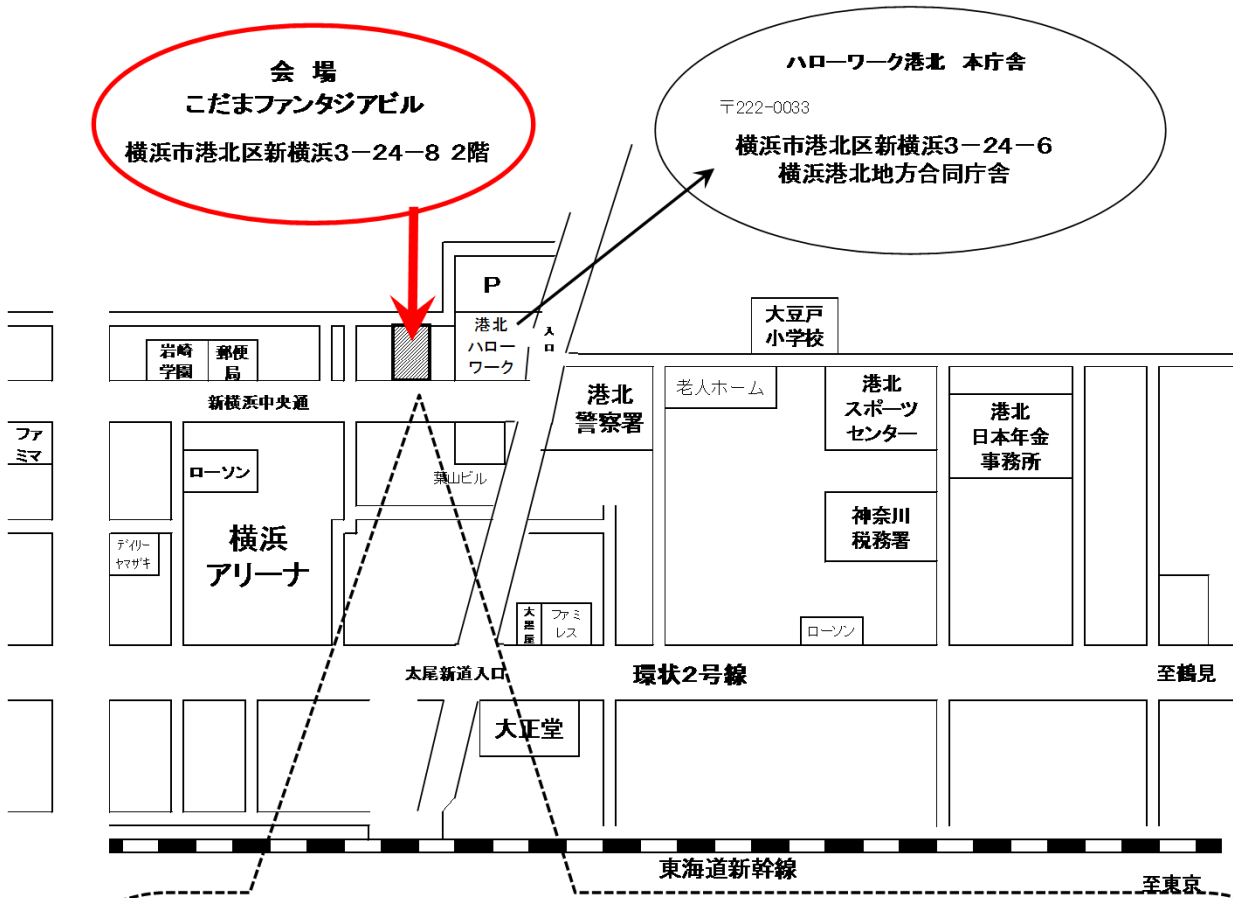 会 場
こだまファンタジアビル
横浜市港北区新横浜3-24-8 2階
ハローワーク港北 本庁舎
〒222-0033
横浜市港北区新横浜3-24-6
横浜港北地方合同庁舎
P
港北
ハロー
ワーク
入
口
大豆戸
小学校
岩崎
学園
郵便
局
新横浜中央通
老人ホーム
港北
警察署
港北
スポーツ
センター
港北
日本年金
事務所
ファ
ミマ
ローソン
葉山ビル
神奈川
税務署
デイリー
ヤマザキ
横浜
アリーナ
大
黒
屋
ファミ
レス
ローソン
太尾新道入口
環状2号線
至鶴見
大正堂
東海道新幹線
至東京